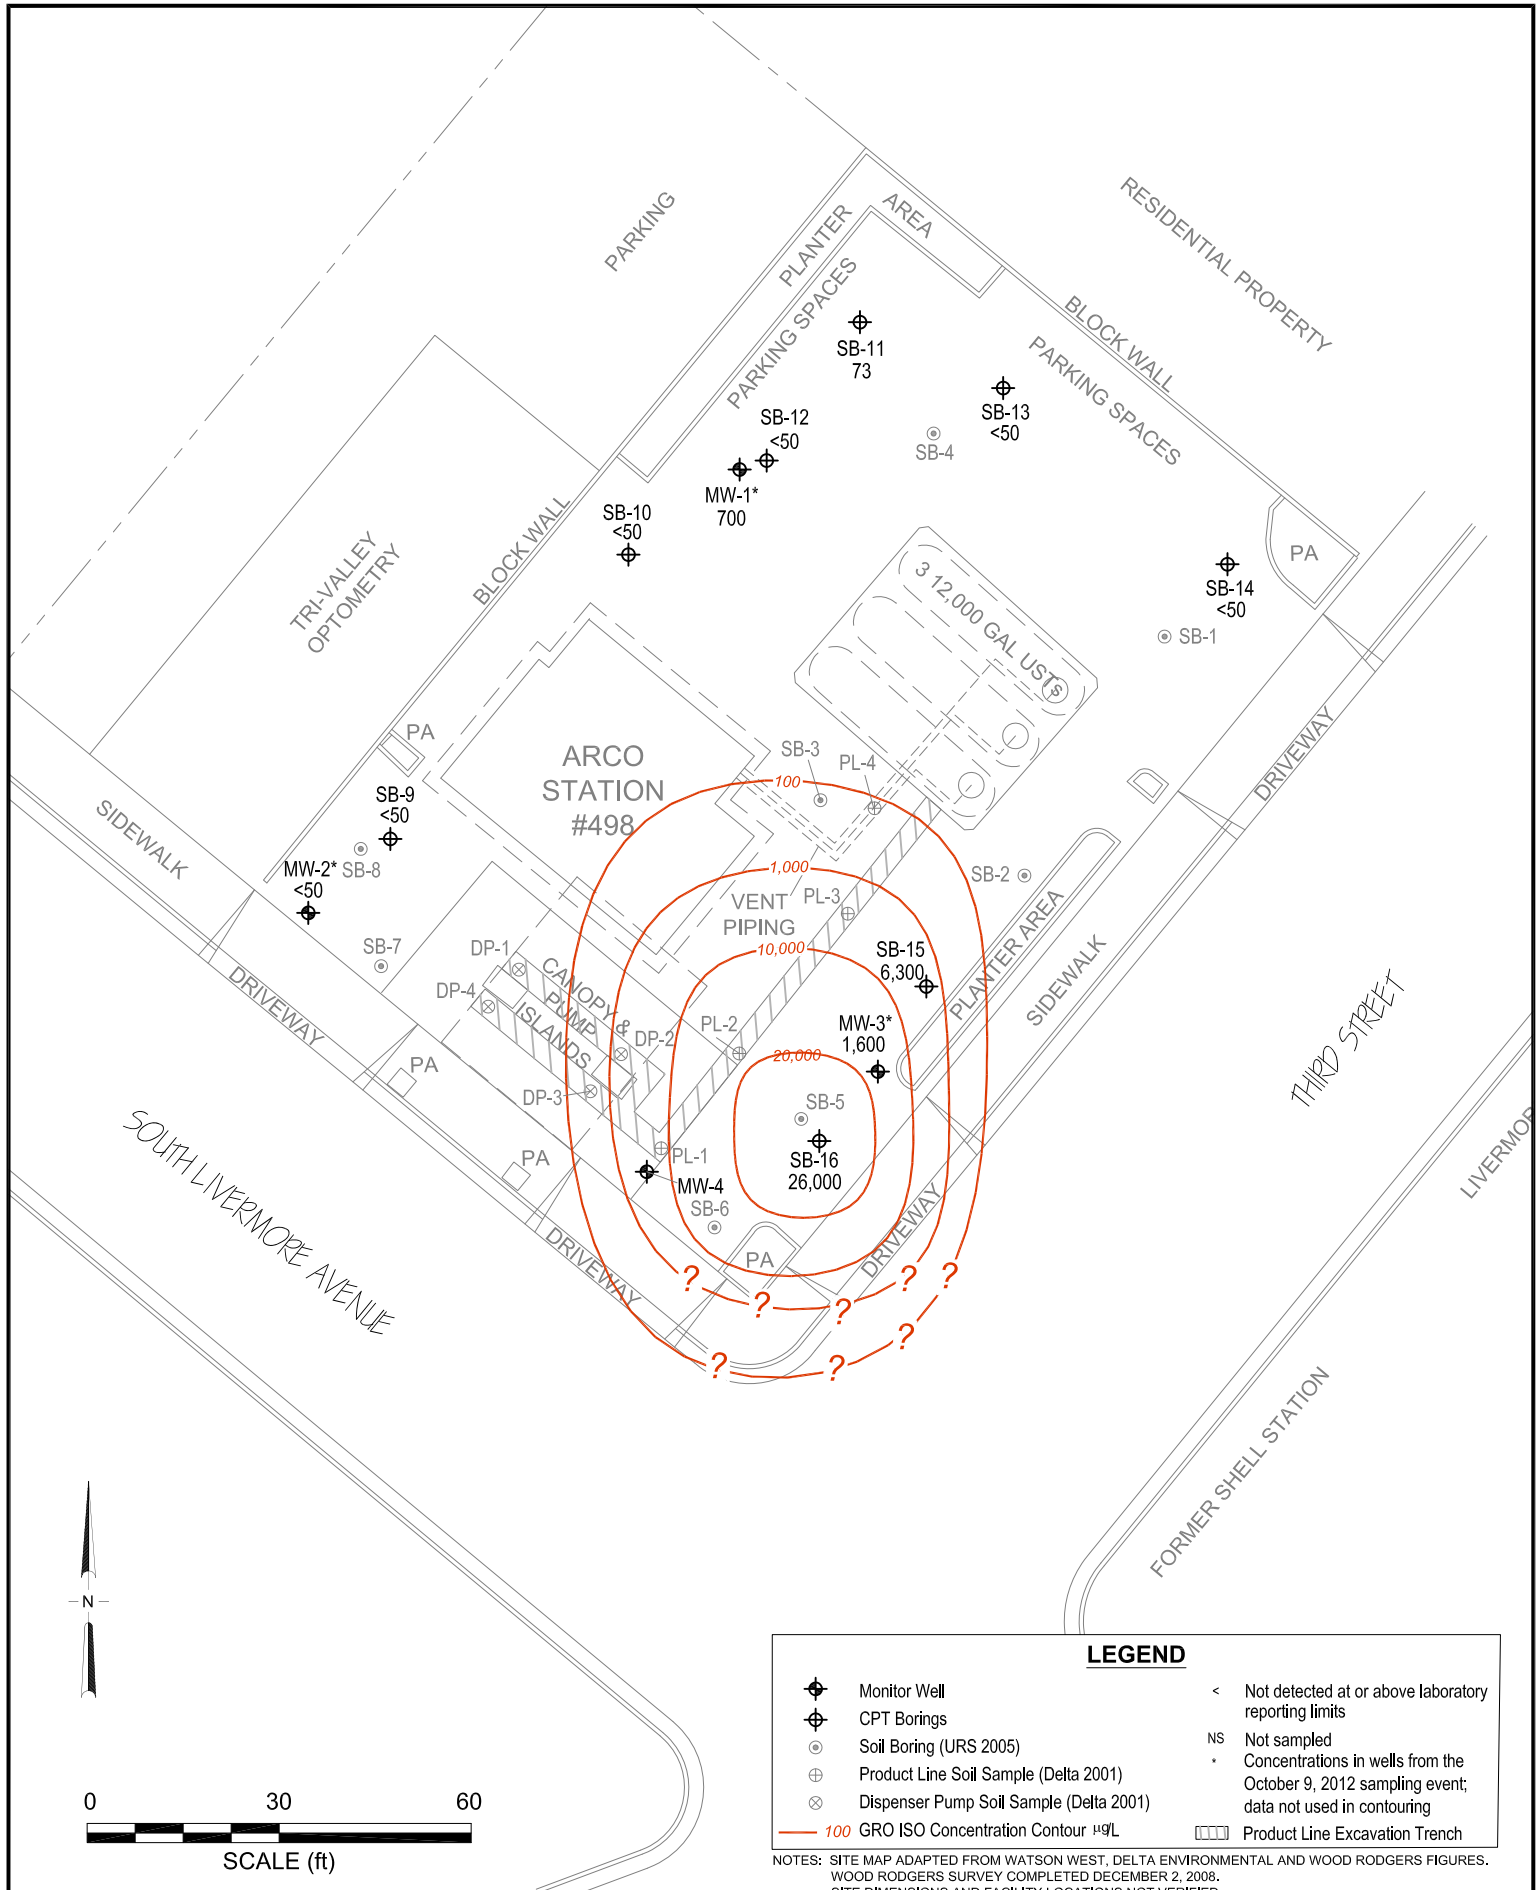 PARKING
PLANTER
AREA
RESIDENTIAL PROPERTY
PARKING SPACES
BLOCK WALL
PARKING SPACES
SB-11
73
SB-13
<50
SB-12
<50
SB-4
MW-1*
700
SB-10
<50
BLOCK WALL
TRI-VALLEY
OPTOMETRY
3 12,000 GAL USTs
PA
SB-14
<50
SB-1
PA
ARCO
STATION
#498
SB-3
PL-4
100
DRIVEWAY
SIDEWALK
SB-9
<50
SB-8
MW-2*
<50
1,000
VENT
PIPING
PL-3
SB-2
PLANTER AREA
SIDEWALK
SB-7
DP-1
DP-4
CANOPY &
PUMP
ISLANDS
DP-2
DP-3
10,000
SB-15
6,300
PL-2
MW-3*
1,600
20,000
THIRD STREET
DRIVEWAY
PA
SB-5
SB-16
26,000
PL-1
MW-4
SB-6
PA
PA
DRIVEWAY
DRIVEWAY
SOUTH LIVERMORE AVENUE
LIVERMOR
?
?
?
?
?
?
?
?
FORMER SHELL STATION
N
0 30 60
SCALE (ft)
LEGEND
Monitor Well
CPT Borings
Soil Boring (URS 2005)
Product Line Soil Sample (Delta 2001)
Dispenser Pump Soil Sample (Delta 2001)
100 GRO ISO Concentration Contour µg/L
< Not detected at or above laboratory
reporting limits
NS Not sampled
* Concentrations in wells from the
October 9, 2012 sampling event;
data not used in contouring
Product Line Excavation Trench
NOTES: SITE MAP ADAPTED FROM WATSON WEST, DELTA ENVIRONMENTAL AND WOOD RODGERS FIGURES.
WOOD RODGERS SURVEY COMPLETED DECEMBER 2, 2008.
SITE DIMENSIONS AND FACILITY LOCATIONS NOT VERIFIED